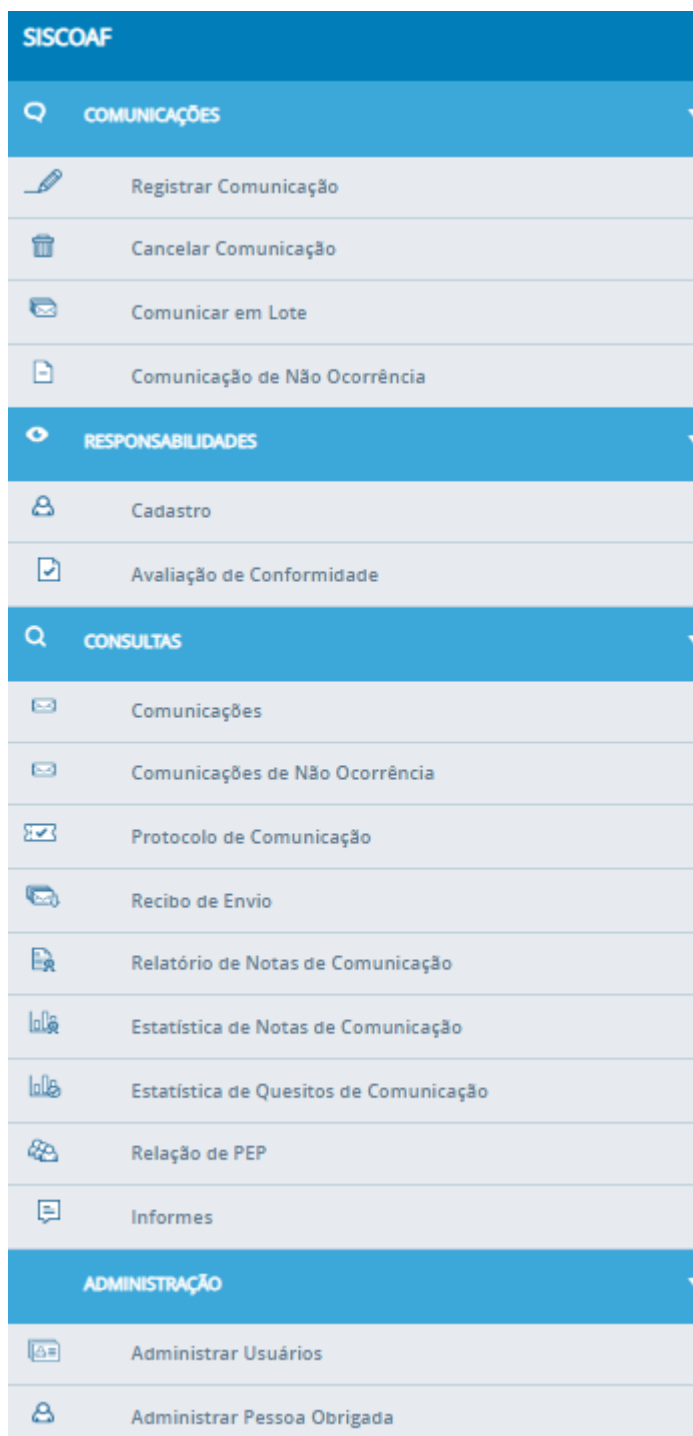 SISCOAF
COMUNICAÇÕES
Registrar Comunicação
Cancelar Comunicação
Comunicar em Lote
Comunicação de Não Ocorrência
RESPONSABILIDADES
Cadastro
Avaliação de Conformidade
CONSULTAS
Comunicações
Comunicações de Não Ocorrência
Protocolo de Comunicação
Recibo de Envio
Relatório de Notas de Comunicação
Estatística de Notas de Comunicação
Estatística de Quesitos de Comunicação
Relação de PEP
Informes
ADMINISTRAÇÃO
Administrar Usuários
Administrar Pessoa Obrigada